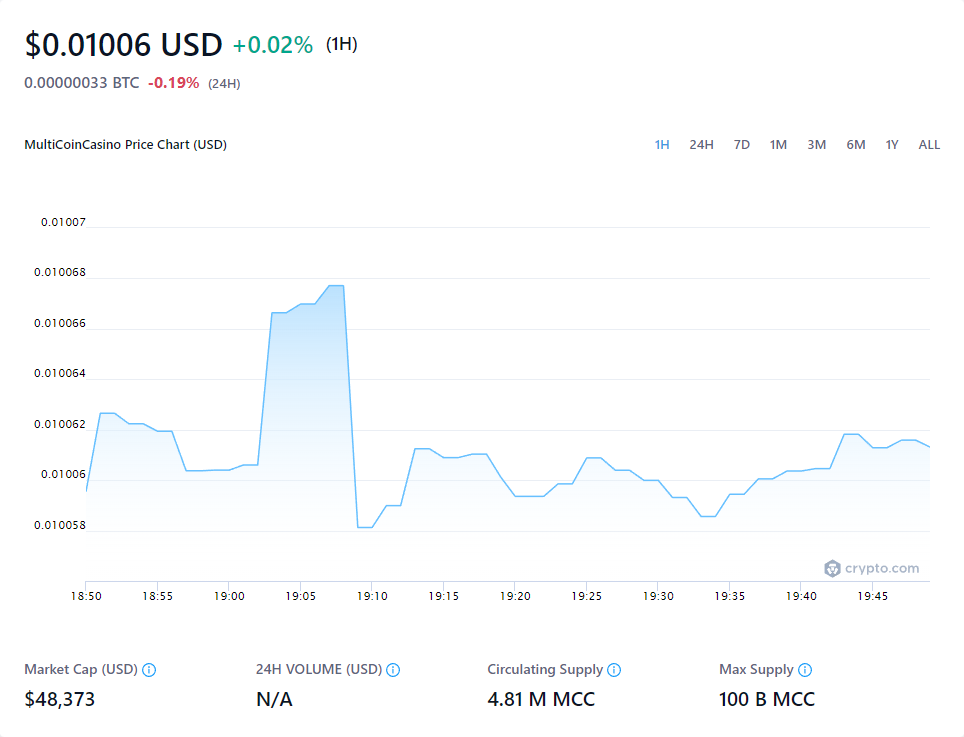 $0.01006 USD +0.02% (1H)
0.00000033 BTC -0.19% (24H)
MultiCoinCasino Price Chart (USD) 1H 24H 7D 1M 3M 6M 1Y ALL
0.01007
0.010068
0.010066
0.010064
0.010062
0.01006
0.010058
crypto.com
18:50 18:55 19:00 19:05 19:10 19:15 19:20 19:25 19:30 19:35 19:40 19:45
Market Cap (USD) 24H VOLUME (USD) Circulating Supply Max Supply
$48,373 N/A 4.81 M MCC 100 B MCC